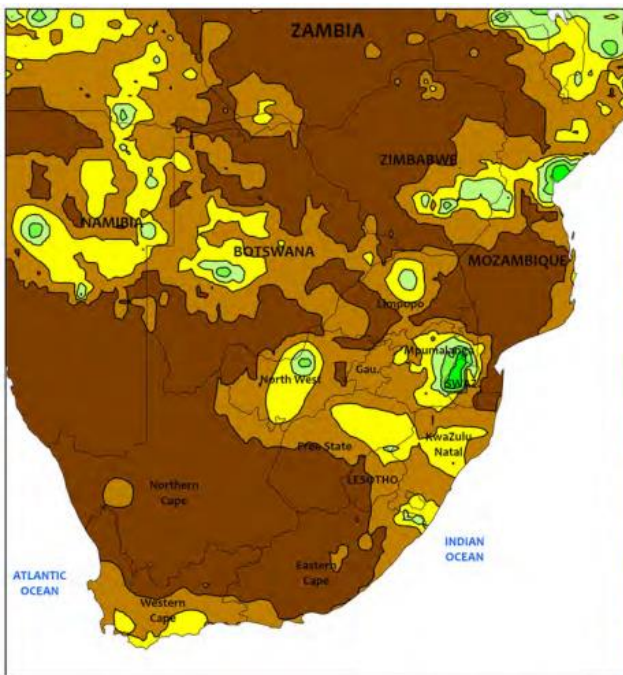 ZAMBIA
ZIMBABWE
NAMIBIA
BOTSWANA
MOZAMBIQUE
Limpopo
Mpumalanga
North West
Gau.
SWAZ.
Free State
KwaZulu
Natal
LESOTHO
Northern
Cape
INDIAN
OCEAN
Eastern
Cape
ATLANTIC
OCEAN
Western
Cape